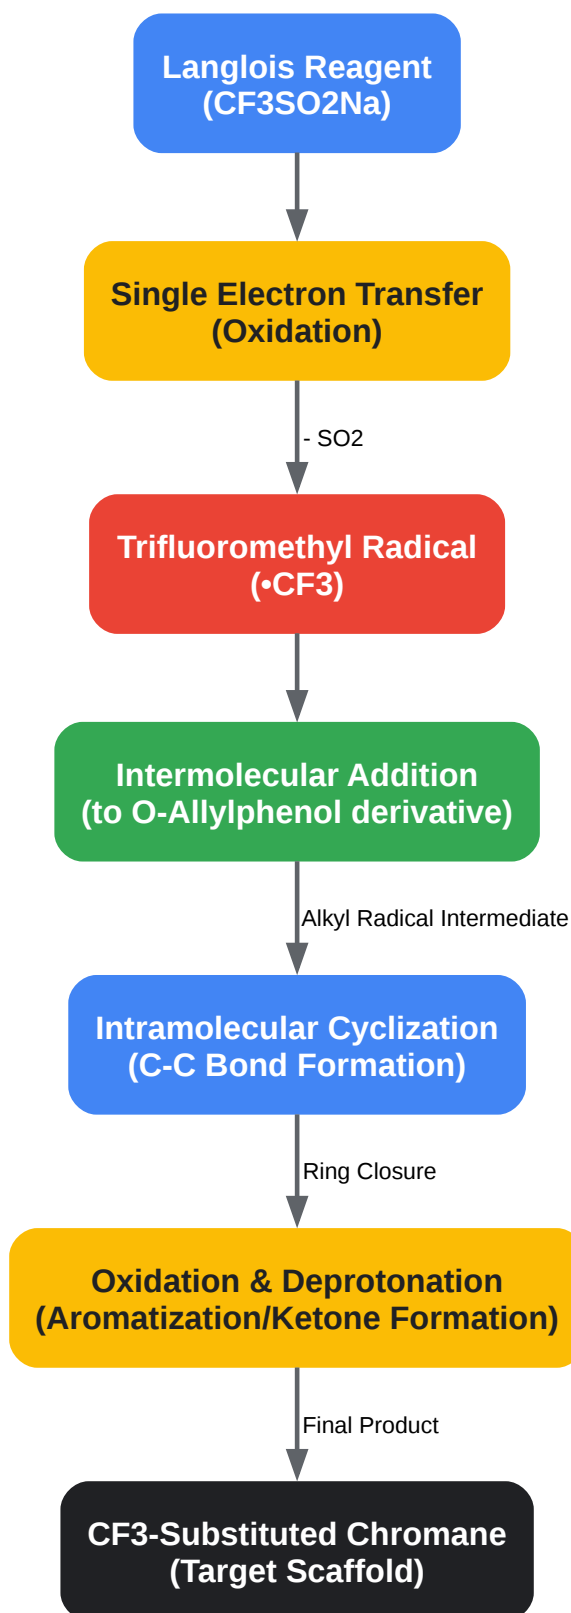 Langlois Reagent
(CF3SO2Na)
Single Electron Transfer
(Oxidation)
- SO2
Trifluoromethyl Radical
(•CF3)
Intermolecular Addition
(to O-Allylphenol derivative)
Alkyl Radical Intermediate
Intramolecular Cyclization
(C-C Bond Formation)
Ring Closure
Oxidation & Deprotonation
(Aromatization/Ketone Formation)
Final Product
CF3-Substituted Chromane
(Target Scaffold)